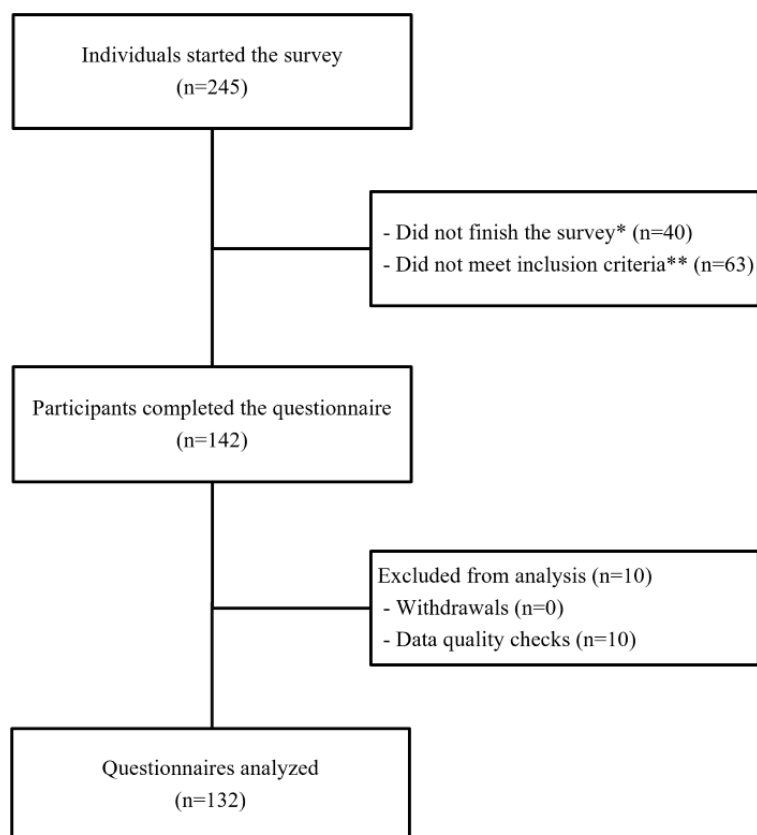 Individuals started the survey
(n=245)
- Did not finish the survey* (n=40)
- Did not meet inclusion criteria** (n=63)
Participants completed the questionnaire
(n=142)
Excluded from analysis (n=10)
- Withdrawals (n=0)
- Data quality checks (n=10)
Questionnaires analyzed
(n=132)